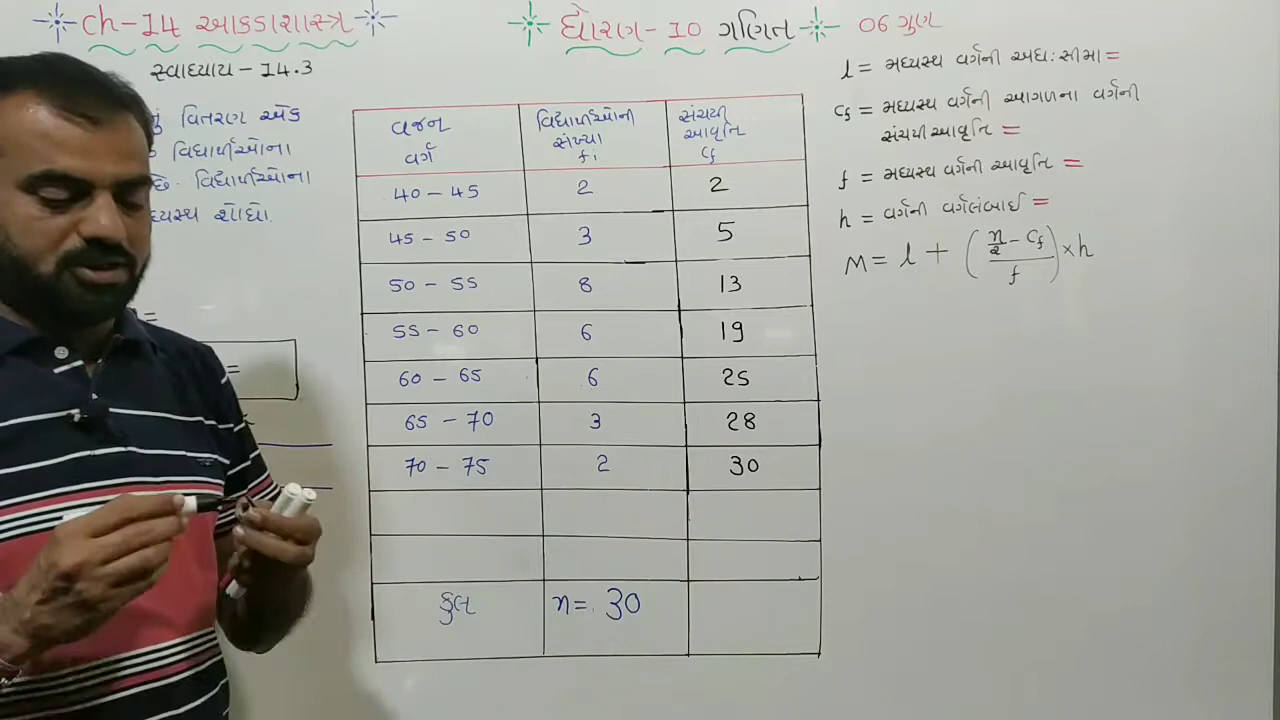 Ch-14 આકડાશાસ્ત્ર
ધોરણ-10 ગણિત
06 ગુણ
સ્વાધ્યાય-14.3
વિતરણ એક
વિદ્યાર્થીઓના
છે. વિદ્યાર્થીઓના
શોધો.
=
=
વજન વર્ગ | વિદ્યાર્થીઓની સંખ્યા fi | સંચયી આવૃતિ cf
40-45 | 2 | 2
45-50 | 3 | 5
50-55 | 8 | 13
55-60 | 6 | 19
60-65 | 6 | 25
65-70 | 3 | 28
70-75 | 2 | 30
કુલ | n=. 30
l = મધ્યસ્થ વર્ગની અધ:સીમા =
cf = મધ્યસ્થ વર્ગની આગળના વર્ગની
સંચયી આવૃતિ =
f = મધ્યસ્થ વર્ગની આવૃતિ =
h = વર્ગની વર્ગલંબાઈ =
M = l + ((n/2 - cf)/f) × h